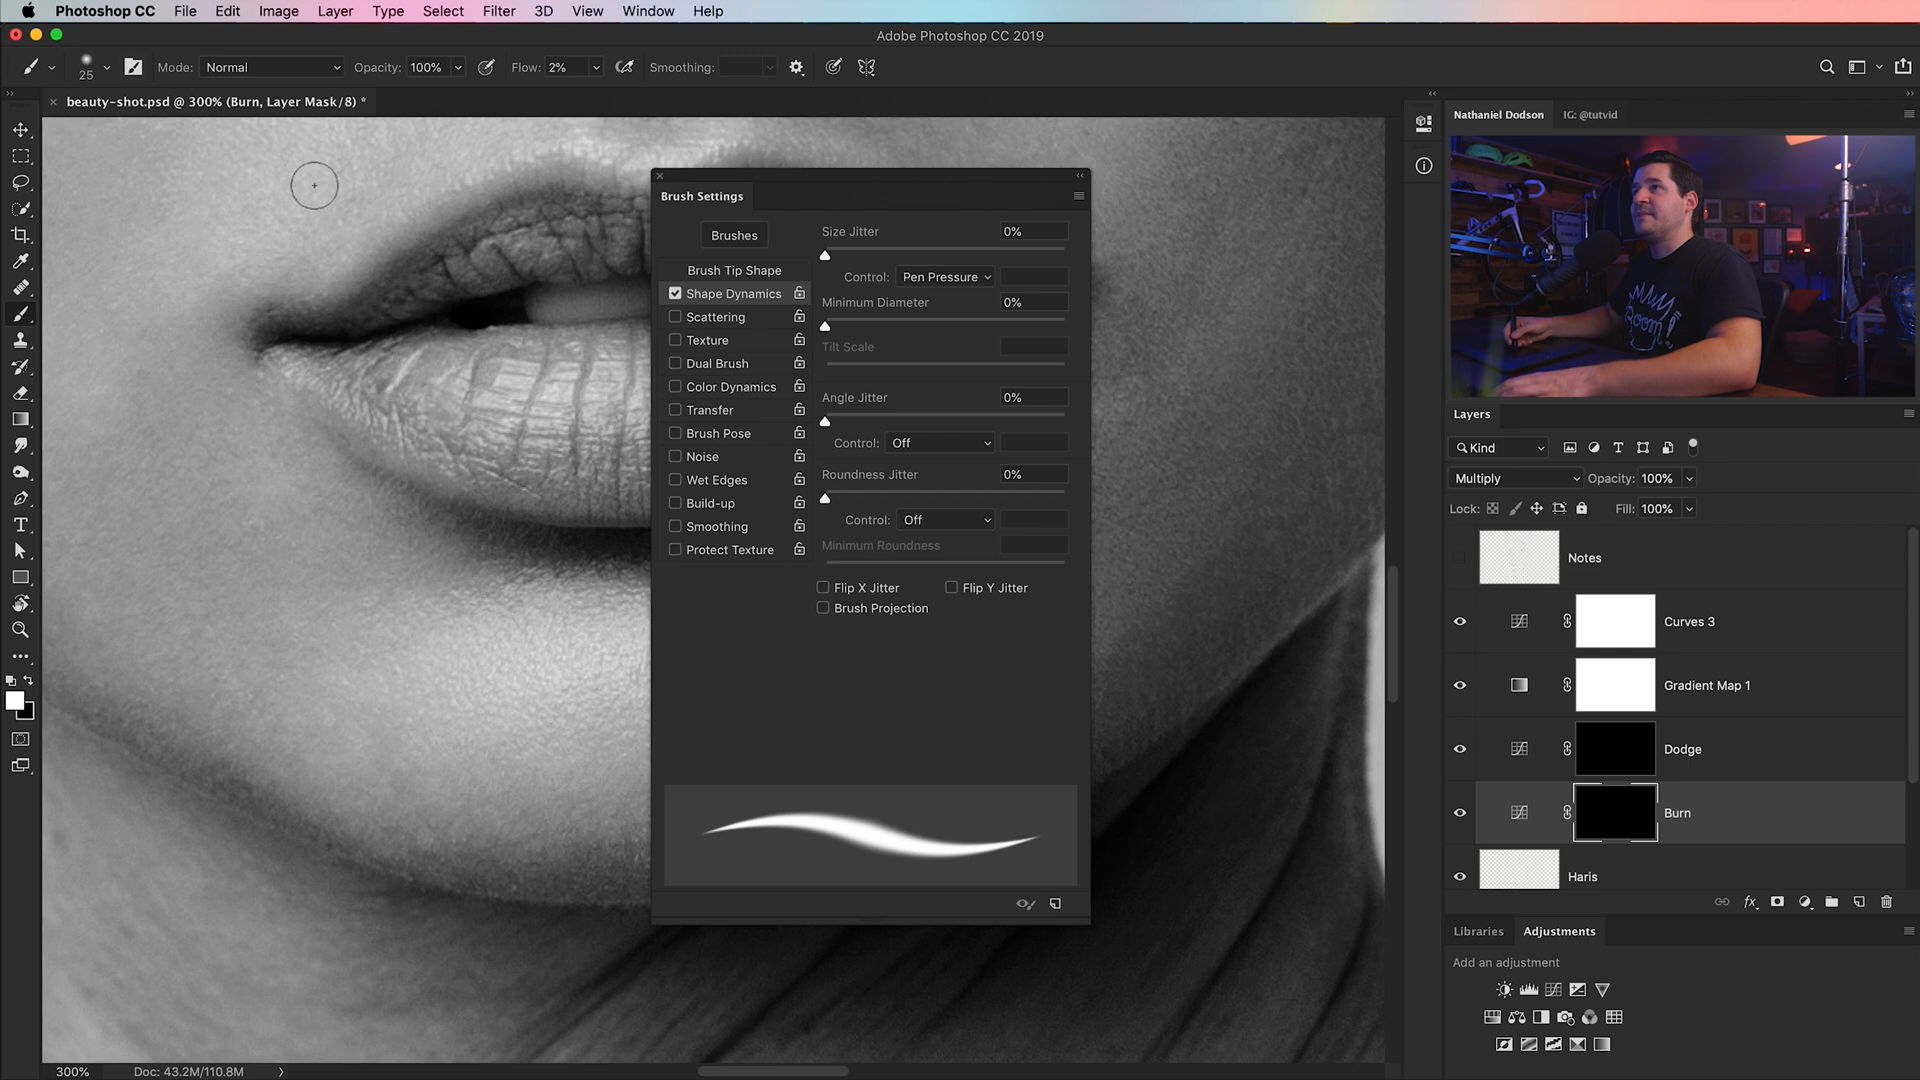 Photoshop CC File Edit Image Layer Type Select Filter 3D View Window Help
Adobe Photoshop CC 2019
25 Mode: Normal Opacity: 100% Flow: 2% Smoothing:
beauty-shot.psd @ 300% (Burn, Layer Mask/8) *
Nathaniel Dodson IG: @tutvid
Brush Settings
Brushes
Brush Tip Shape
Shape Dynamics
Scattering
Texture
Dual Brush
Color Dynamics
Transfer
Brush Pose
Noise
Wet Edges
Build-up
Smoothing
Protect Texture
Size Jitter 0%
Control: Pen Pressure
Minimum Diameter 0%
Tilt Scale
Angle Jitter 0%
Control: Off
Roundness Jitter 0%
Control: Off
Minimum Roundness
Flip X Jitter Flip Y Jitter
Brush Projection
Boom!
Layers
Kind
Multiply Opacity: 100%
Lock: Fill: 100%
Notes
Curves 3
Gradient Map 1
Dodge
Burn
Haris
Libraries Adjustments
Add an adjustment
300% Doc: 43.2M/110.8M